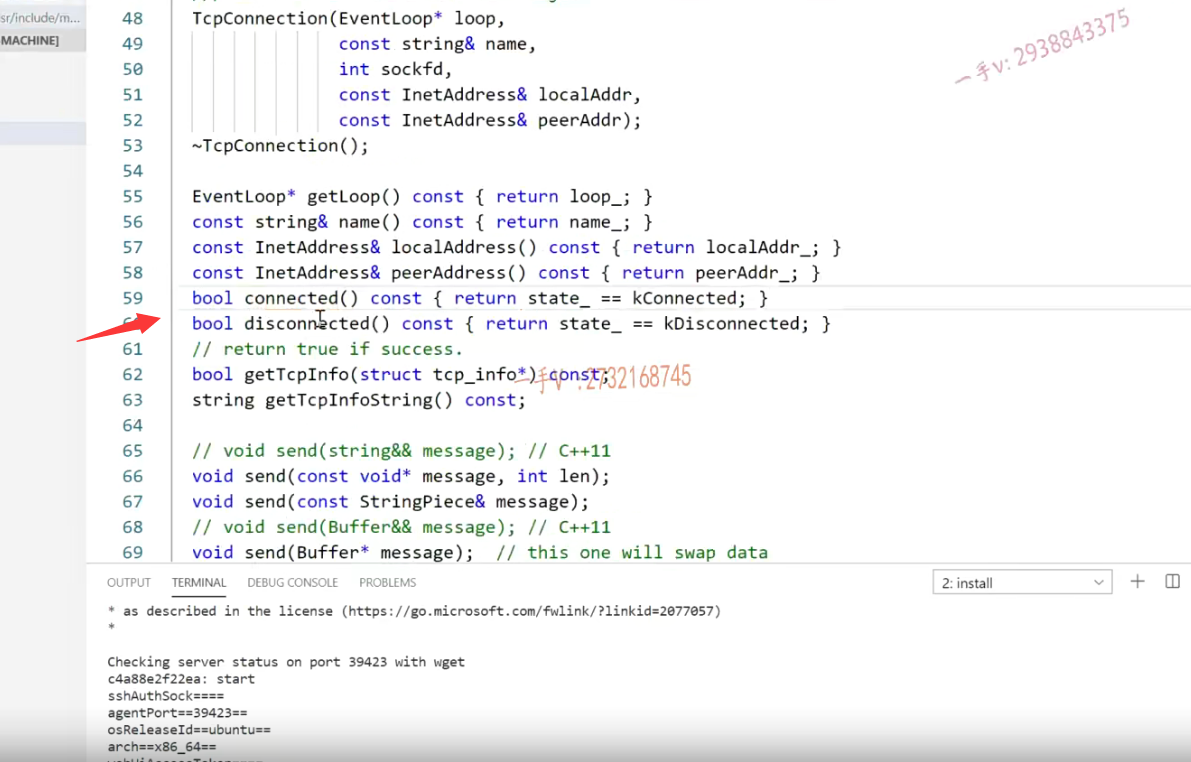 sr/include/m...
MACHINE]
一手V: 2938843375
48 TcpConnection(EventLoop* loop,
49 const string& name,
50 int sockfd,
51 const InetAddress& localAddr,
52 const InetAddress& peerAddr);
53 ~TcpConnection();
54
55 EventLoop* getLoop() const { return loop_; }
56 const string& name() const { return name_; }
57 const InetAddress& localAddress() const { return localAddr_; }
58 const InetAddress& peerAddress() const { return peerAddr_; }
59 bool connected() const { return state_ == kConnected; }
60 bool disconnected() const { return state_ == kDisconnected; }
61 // return true if success.
62 bool getTcpInfo(struct tcp_info*) const;
一手V :2732168745
63 string getTcpInfoString() const;
64
65 // void send(string&& message); // C++11
66 void send(const void* message, int len);
67 void send(const StringPiece& message);
68 // void send(Buffer&& message); // C++11
69 void send(Buffer* message);  // this one will swap data
OUTPUT TERMINAL DEBUG CONSOLE PROBLEMS 2: install
* as described in the license (https://go.microsoft.com/fwlink/?linkid=2077057)
*
Checking server status on port 39423 with wget
c4a88e2f22ea: start
sshAuthSock====
agentPort==39423==
osReleaseId==ubuntu==
arch==x86_64==